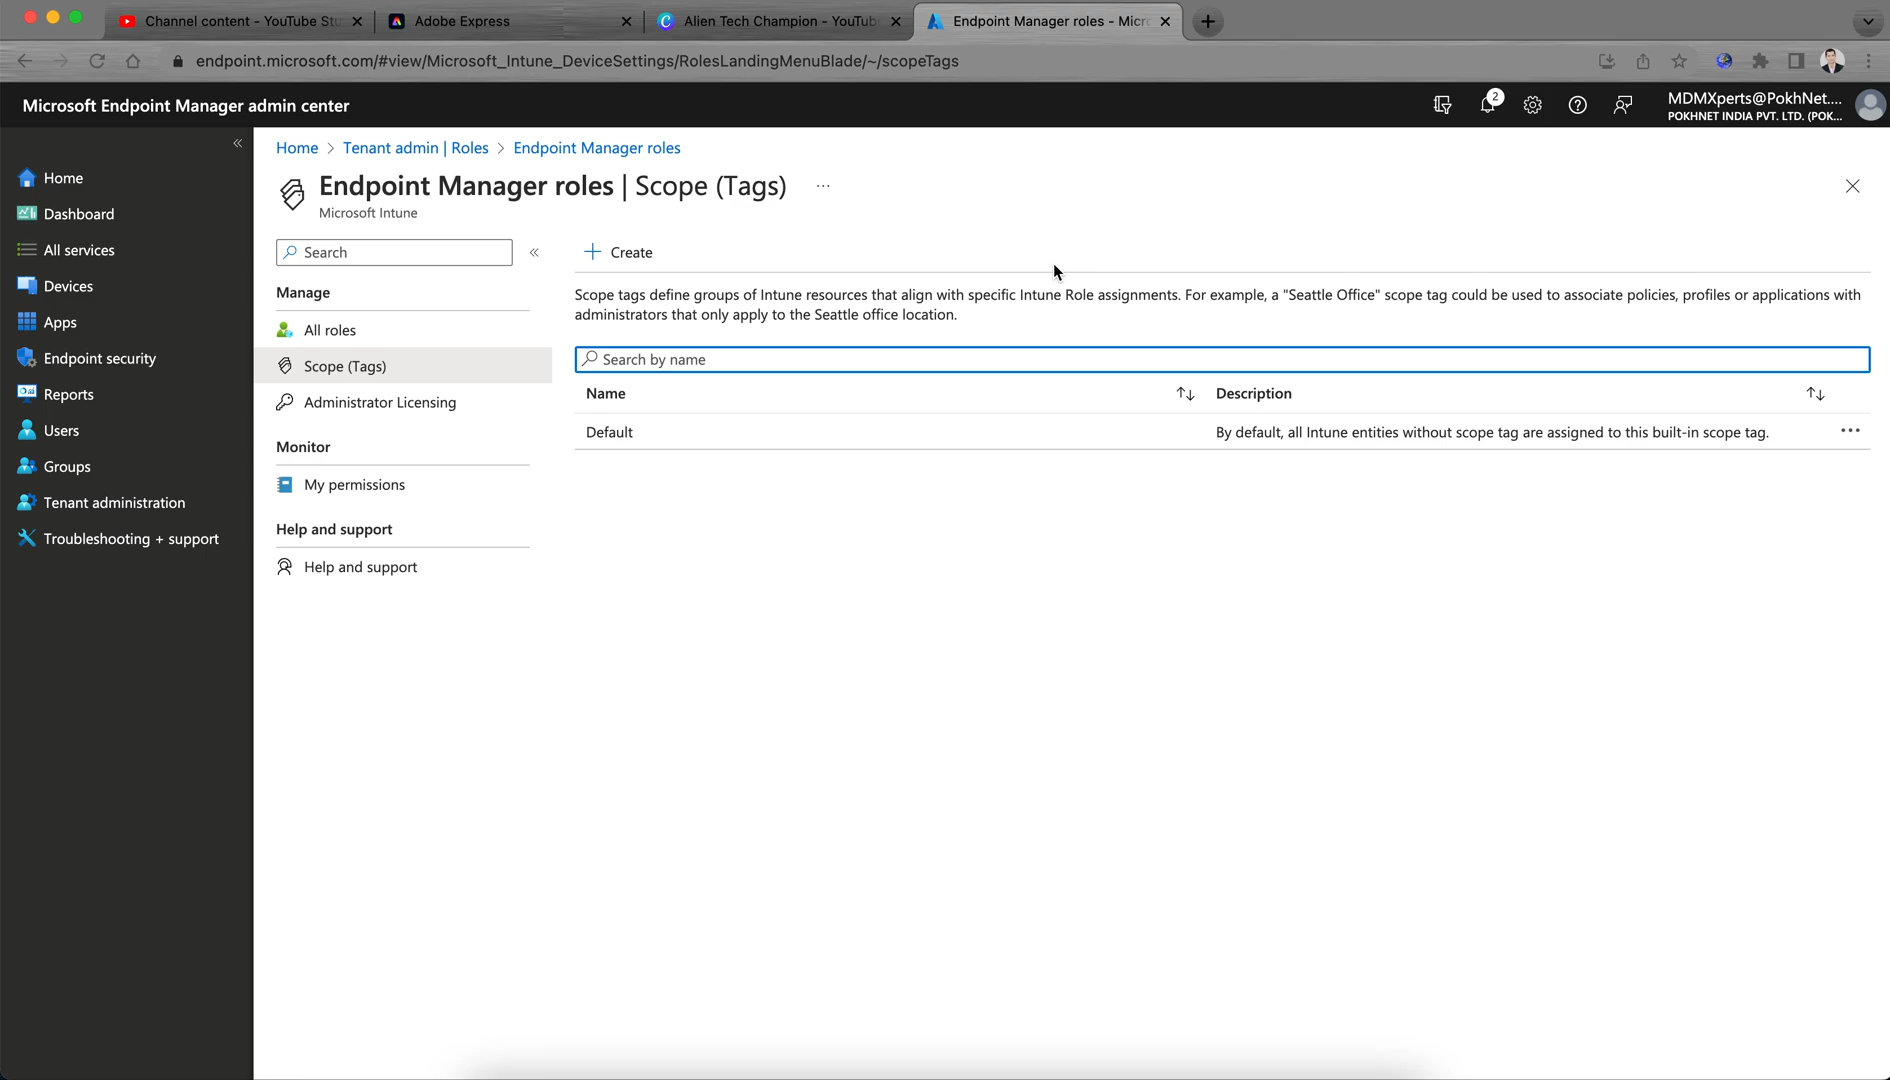 Channel content - YouTube Stu
Adobe Express
Alien Tech Champion - YouTub
Endpoint Manager roles - Micr
endpoint.microsoft.com/#view/Microsoft_Intune_DeviceSettings/RolesLandingMenuBlade/~/scopeTags
Microsoft Endpoint Manager admin center
2
MDMXperts@PokhNet....
POKHNET INDIA PVT. LTD. (POK...
Home
Dashboard
All services
Devices
Apps
Endpoint security
Reports
Users
Groups
Tenant administration
Troubleshooting + support
Home > Tenant admin | Roles > Endpoint Manager roles
Endpoint Manager roles | Scope (Tags) ...
Microsoft Intune
Search
Manage
All roles
Scope (Tags)
Administrator Licensing
Monitor
My permissions
Help and support
Help and support
+ Create
Scope tags define groups of Intune resources that align with specific Intune Role assignments. For example, a "Seattle Office" scope tag could be used to associate policies, profiles or applications with
administrators that only apply to the Seattle office location.
Search by name
Name Description
Default By default, all Intune entities without scope tag are assigned to this built-in scope tag. ...